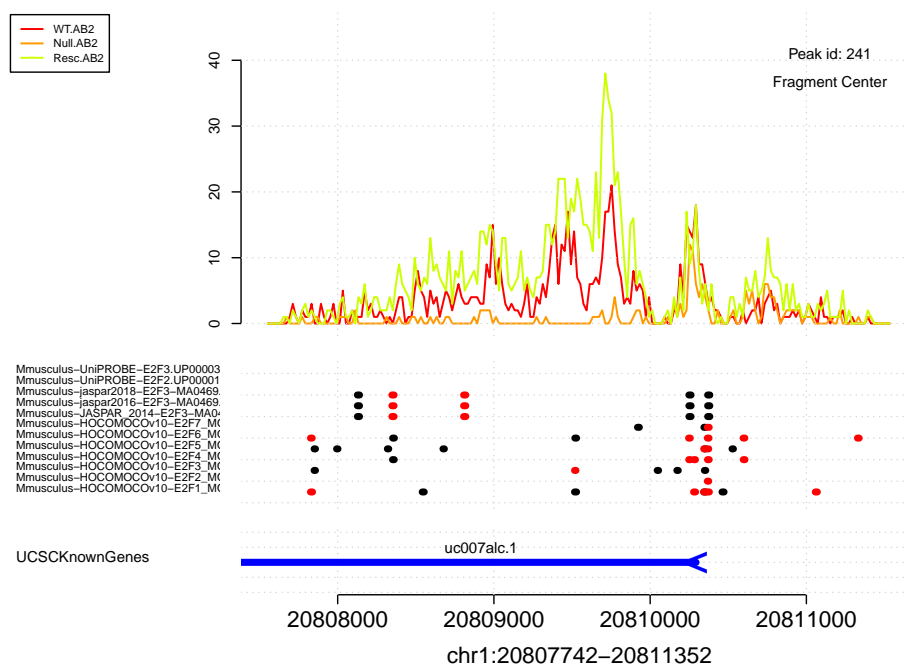 WT.AB2
Null.AB2
Resc.AB2
Peak id: 241
Fragment Center
40
30
20
10
0
Mmusculus−UniPROBE−E2F3.UP00003
Mmusculus−UniPROBE−E2F2.UP00001
Mmusculus−jaspar2018−E2F3−MA0469.
Mmusculus−jaspar2016−E2F3−MA0469.
Mmusculus−JASPAR_2014−E2F3−MA04
Mmusculus−HOCOMOCOv10−E2F7_MO
Mmusculus−HOCOMOCOv10−E2F6_MO
Mmusculus−HOCOMOCOv10−E2F5_MO
Mmusculus−HOCOMOCOv10−E2F4_MO
Mmusculus−HOCOMOCOv10−E2F3_MO
Mmusculus−HOCOMOCOv10−E2F2_MO
Mmusculus−HOCOMOCOv10−E2F1_MO
UCSCKnownGenes
uc007alc.1
20808000 20809000 20810000 20811000
chr1:20807742−20811352